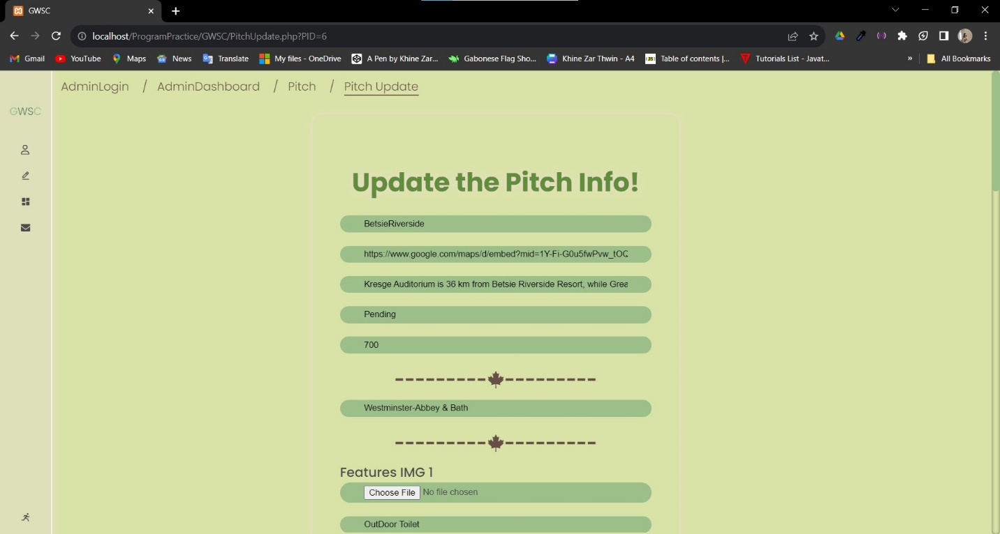 GWSC
localhost/ProgramPractice/GWSC/PitchUpdate.php?PID=6
Gmail YouTube Maps News Translate My files - OneDrive A Pen by Khine Zar... Gabonese Flag Sho... Khine Zar Thwin - A4 Table of contents |... Tutorials List - Javat... » All Bookmarks
AdminLogin / AdminDashboard / Pitch / Pitch Update
GWSC
Update the Pitch Info!
BetsieRiverside
https://www.google.com/maps/d/embed?mid=1Y-Fi-G0u5fwPvw_tOC
Kresge Auditorium is 36 km from Betsie Riverside Resort, while Grea
Pending
700
Westminster-Abbey & Bath
Features IMG 1
Choose File No file chosen
OutDoor Toilet